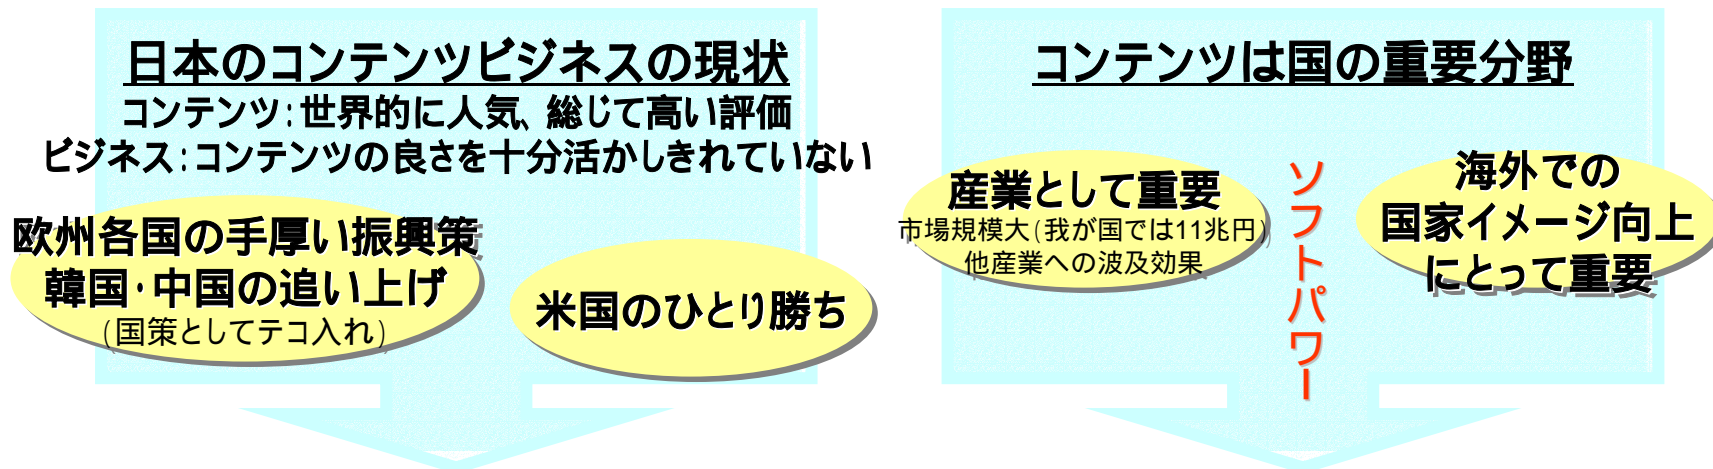 日本のコンテンツビジネスの現状
コンテンツ：世界的に人気、総じて高い評価
ビジネス：コンテンツの良さを十分活かしきれていない
欧州各国の手厚い振興策
韓国・中国の追い上げ
（国策としてテコ入れ）
米国のひとり勝ち
コンテンツは国の重要分野
産業として重要
市場規模大（我が国では11兆円）
他産業への波及効果
ソフトパワー
海外での
国家イメージ向上
にとって重要